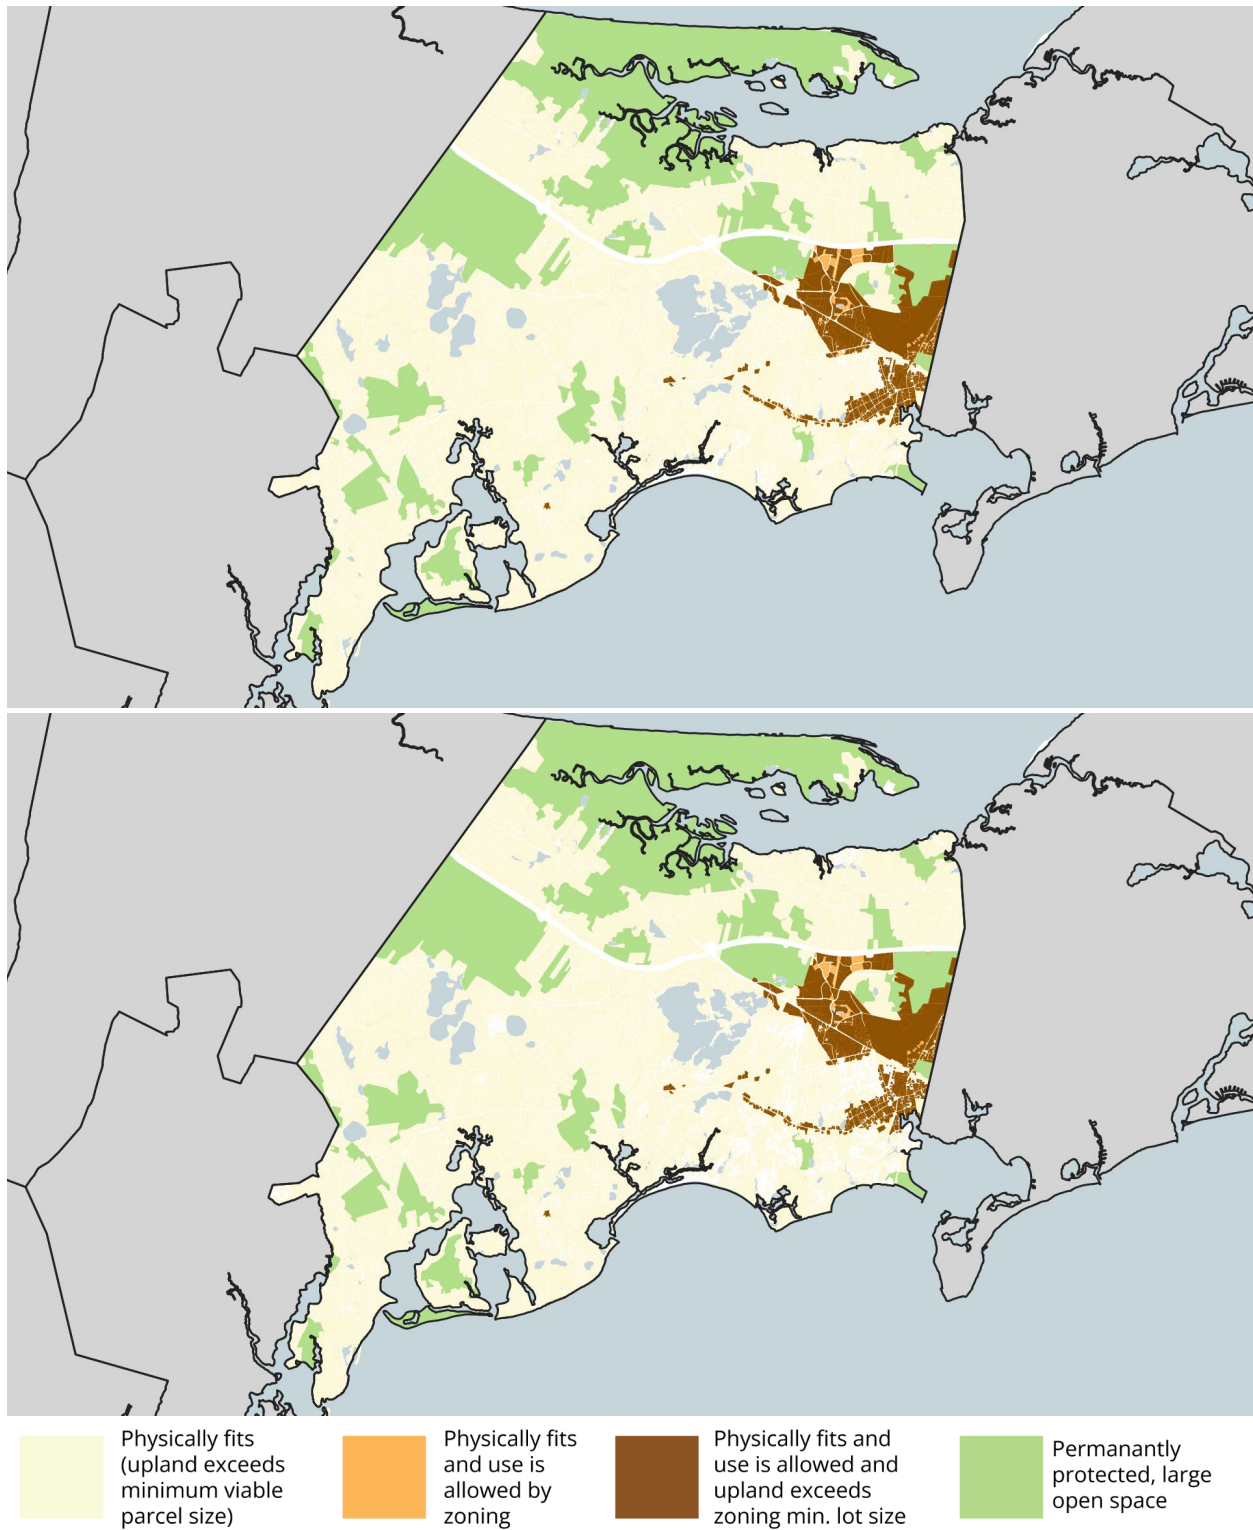 Physically fits
(upland exceeds
minimum viable
parcel size)
Physically fits
and use is
allowed by
zoning
Physically fits and
use is allowed and
upland exceeds
zoning min. lot size
Permanantly
protected, large
open space